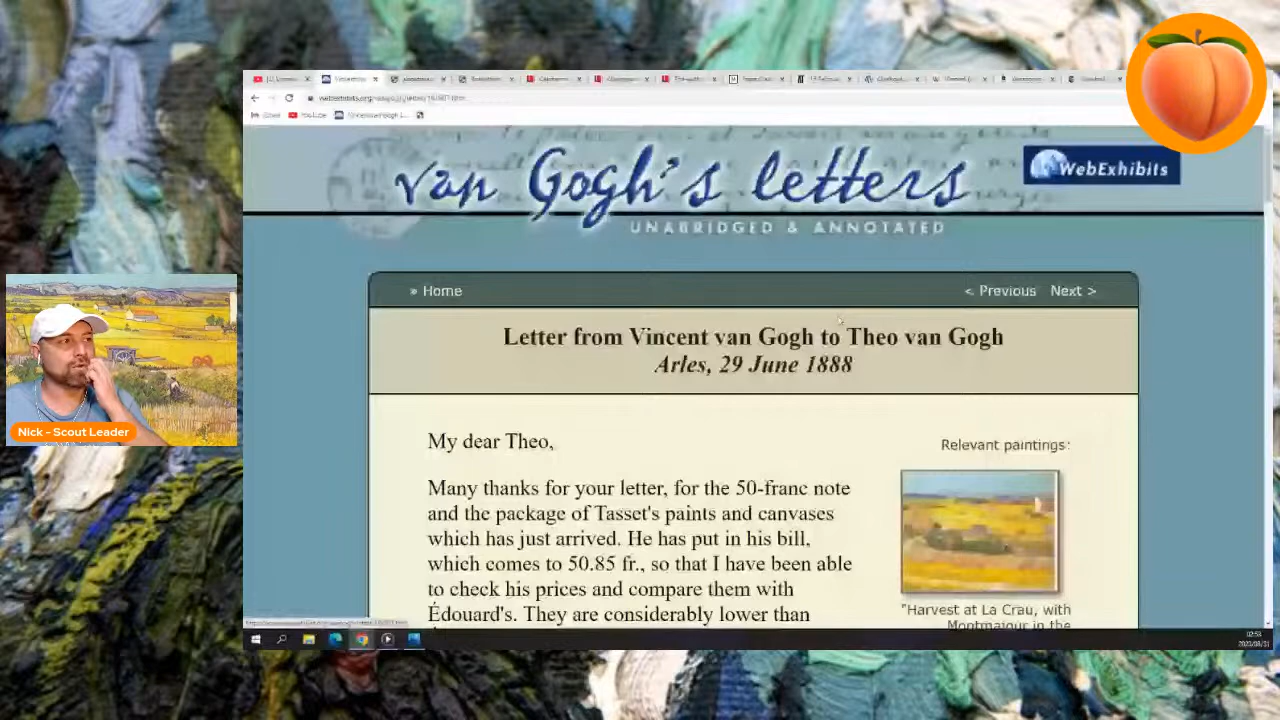 van Gogh's letters
WebExhibits
UNABRIDGED & ANNOTATED
» Home
< Previous Next >
Letter from Vincent van Gogh to Theo van Gogh
Arles, 29 June 1888
My dear Theo,
Relevant paintings:
Many thanks for your letter, for the 50-franc note
and the package of Tasset's paints and canvases
which has just arrived. He has put in his bill,
which comes to 50.85 fr., so that I have been able
to check his prices and compare them with
Édouard's. They are considerably lower than
"Harvest at La Crau, with
Montmajour in the
Nick - Scout Leader
YouTube